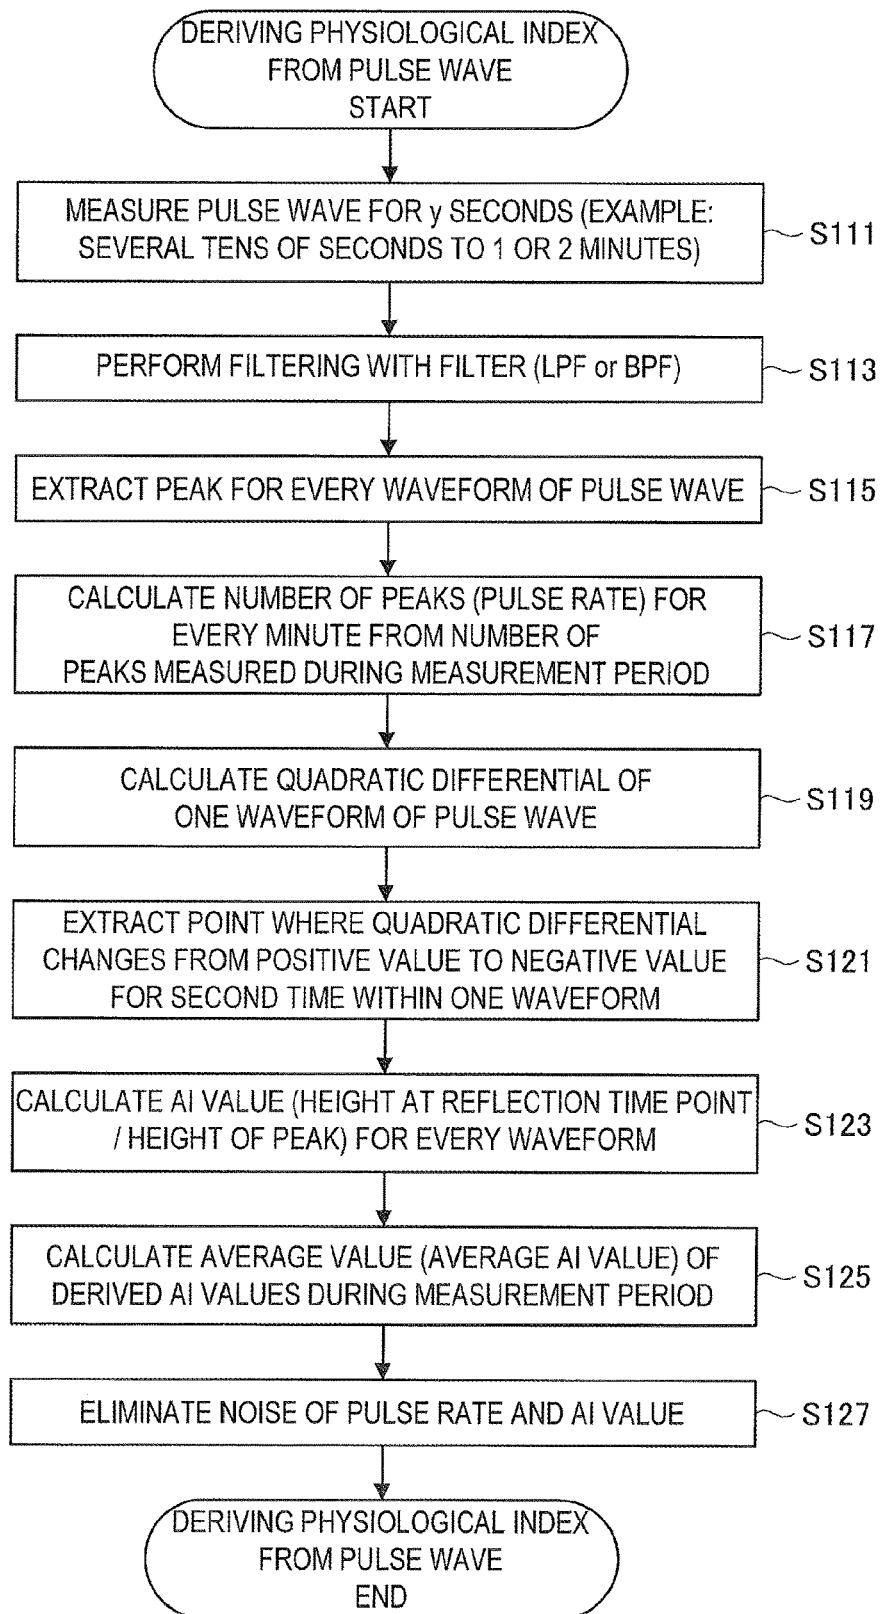 DERIVING PHYSIOLOGICAL INDEX
FROM PULSE WAVE
START
MEASURE PULSE WAVE FOR y SECONDS (EXAMPLE:
SEVERAL TENS OF SECONDS TO 1 OR 2 MINUTES)
S111
PERFORM FILTERING WITH FILTER (LPF or BPF)
S113
EXTRACT PEAK FOR EVERY WAVEFORM OF PULSE WAVE
S115
CALCULATE NUMBER OF PEAKS (PULSE RATE) FOR
EVERY MINUTE FROM NUMBER OF
PEAKS MEASURED DURING MEASUREMENT PERIOD
S117
CALCULATE QUADRATIC DIFFERENTIAL OF
ONE WAVEFORM OF PULSE WAVE
S119
EXTRACT POINT WHERE QUADRATIC DIFFERENTIAL
CHANGES FROM POSITIVE VALUE TO NEGATIVE VALUE
FOR SECOND TIME WITHIN ONE WAVEFORM
S121
CALCULATE AI VALUE (HEIGHT AT REFLECTION TIME POINT
/ HEIGHT OF PEAK) FOR EVERY WAVEFORM
S123
CALCULATE AVERAGE VALUE (AVERAGE AI VALUE) OF
DERIVED AI VALUES DURING MEASUREMENT PERIOD
S125
ELIMINATE NOISE OF PULSE RATE AND AI VALUE
S127
DERIVING PHYSIOLOGICAL INDEX
FROM PULSE WAVE
END